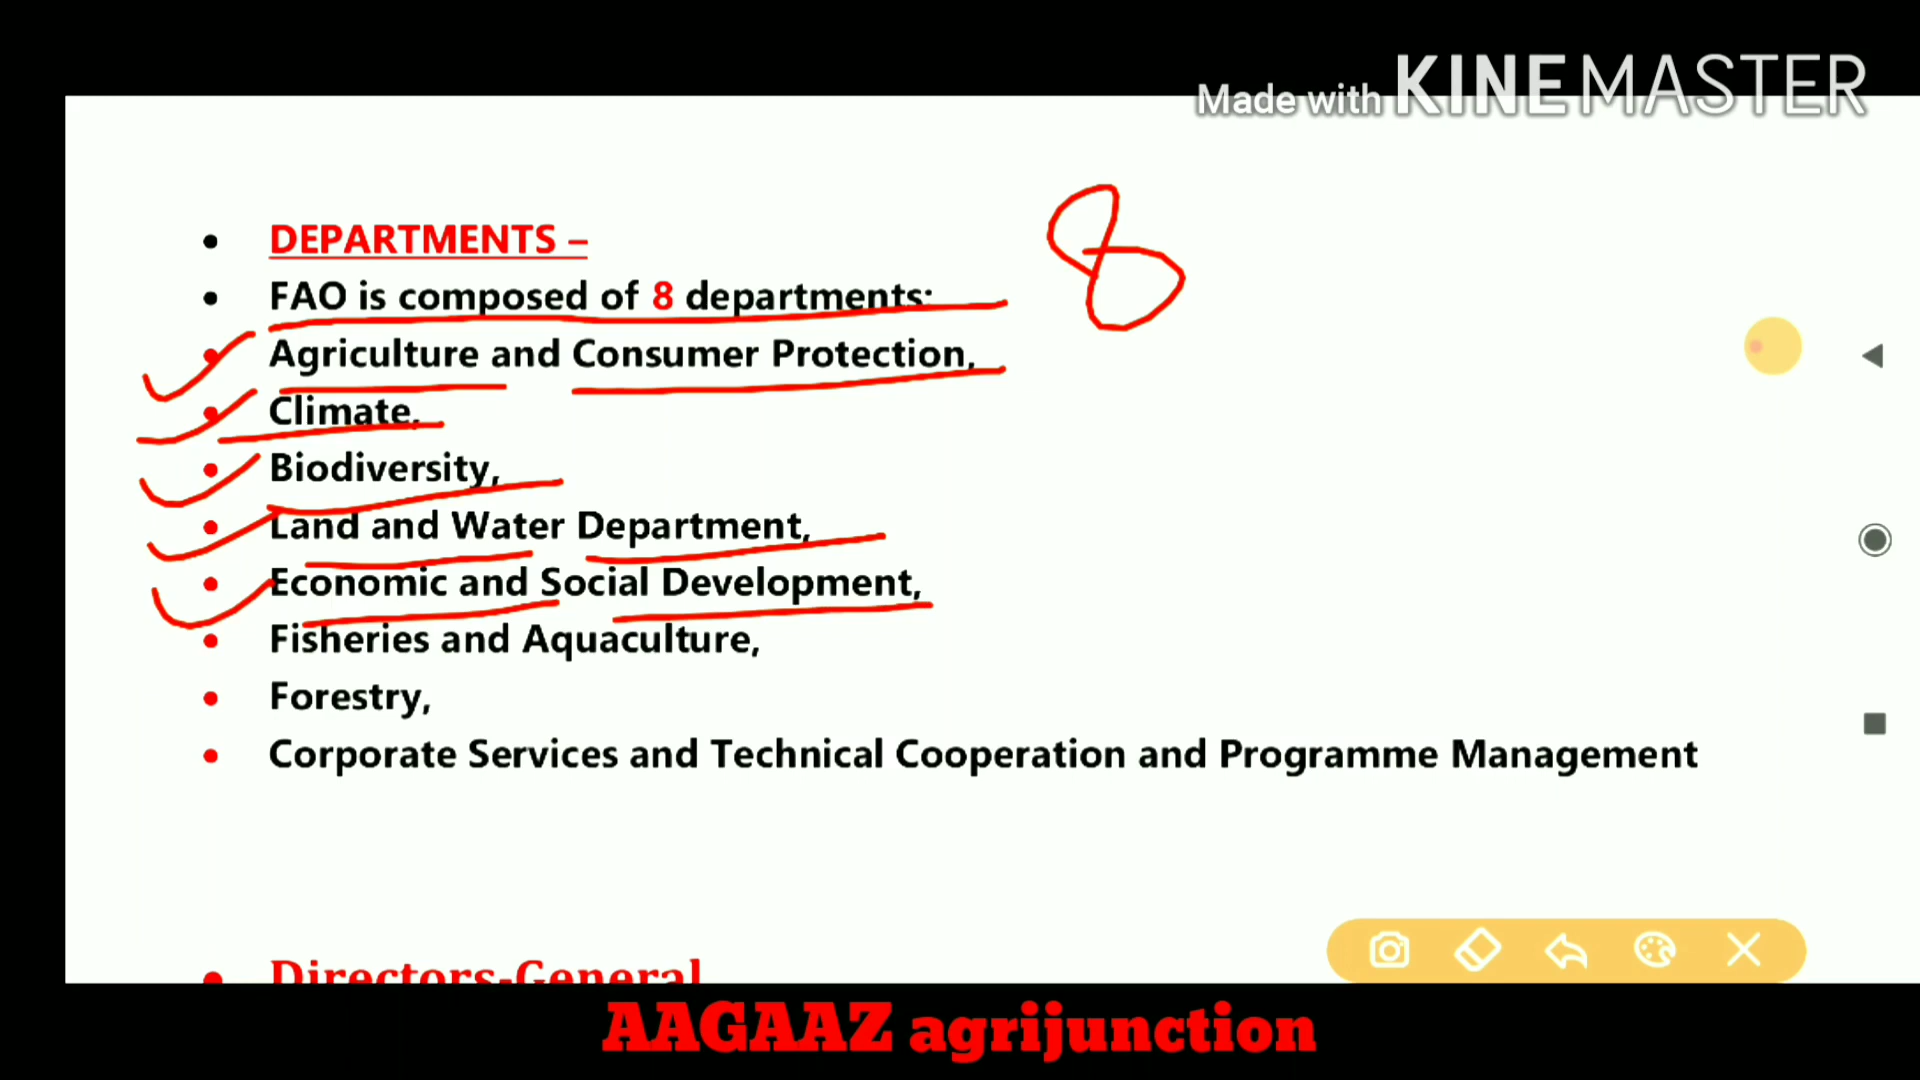 Made with KINEMASTER
DEPARTMENTS –
8
FAO is composed of 8 departments:
Agriculture and Consumer Protection,
Climate,
Biodiversity,
Land and Water Department,
Economic and Social Development,
Fisheries and Aquaculture,
Forestry,
Corporate Services and Technical Cooperation and Programme Management
Directors-General
AAGAAZ agrijunction